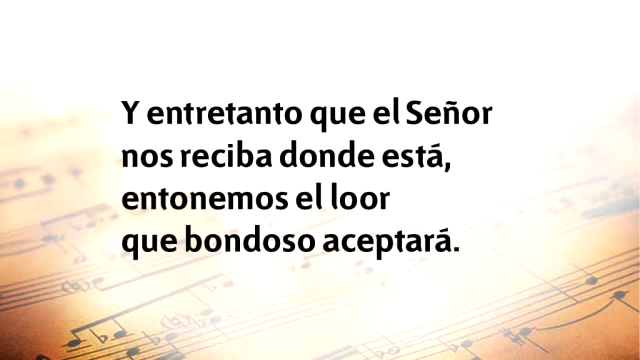 Y entretanto que el Señor
nos reciba donde está,
entonemos el loor
que bondoso aceptará.